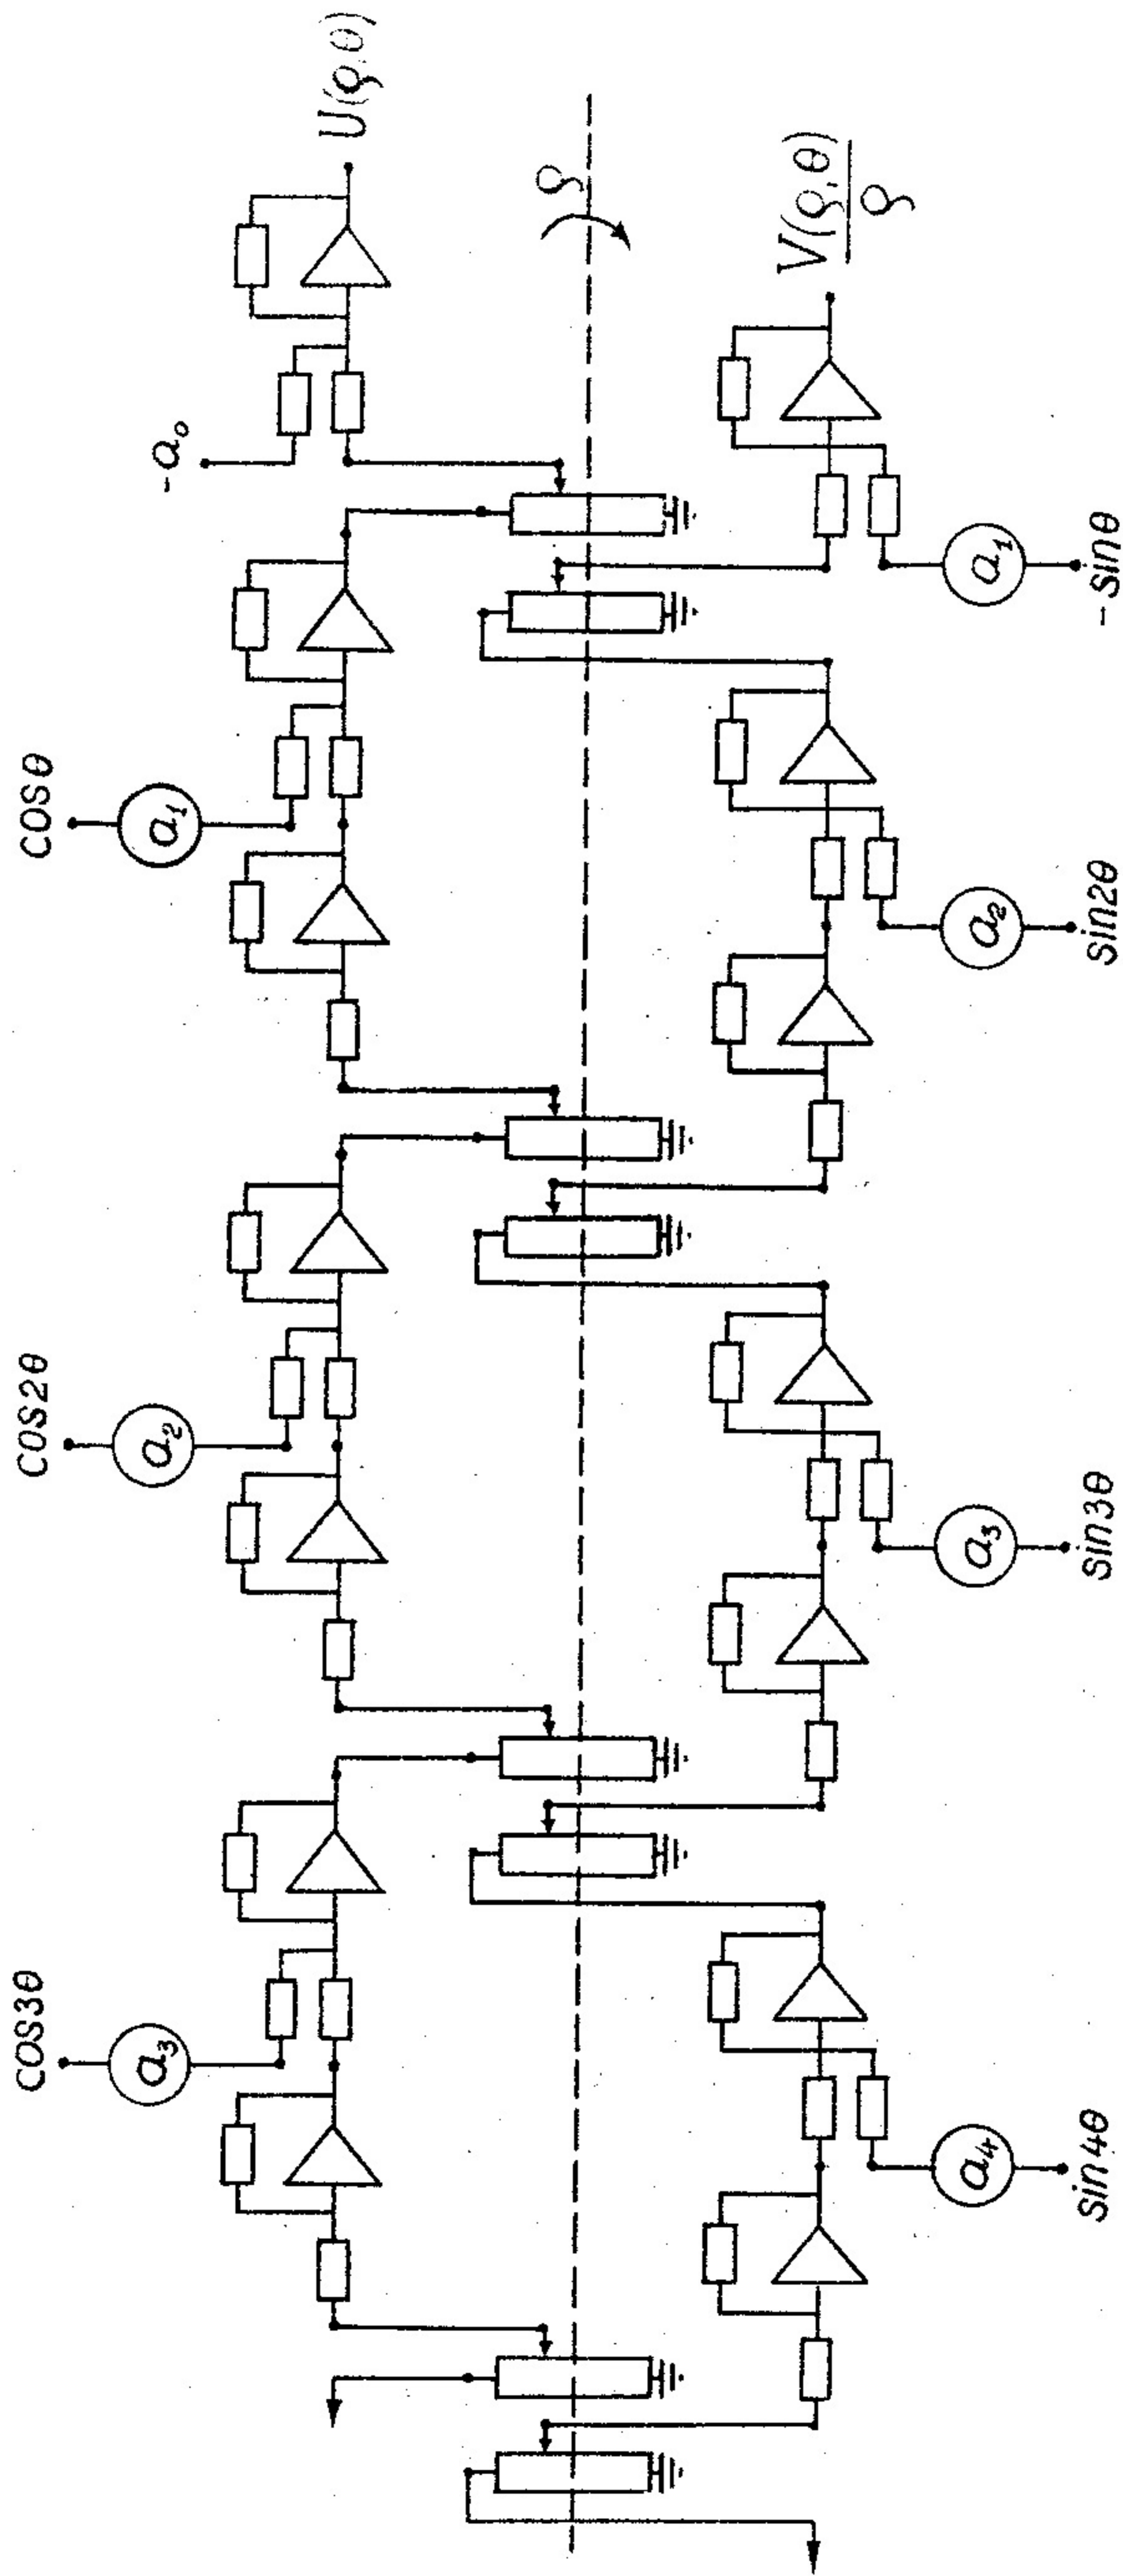 cos3θ
cos2θ
cosθ
-a₀
U(ρ,θ)
a₃
a₂
a₁
ρ
V(ρ,θ)
ρ
a₄
a₃
a₂
a₁
sin4θ
sin3θ
sin2θ
-sinθ